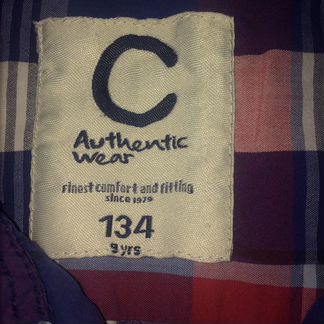 C
Authentic
wear
finest comfort and fitting
since 1979
134
9 yrs